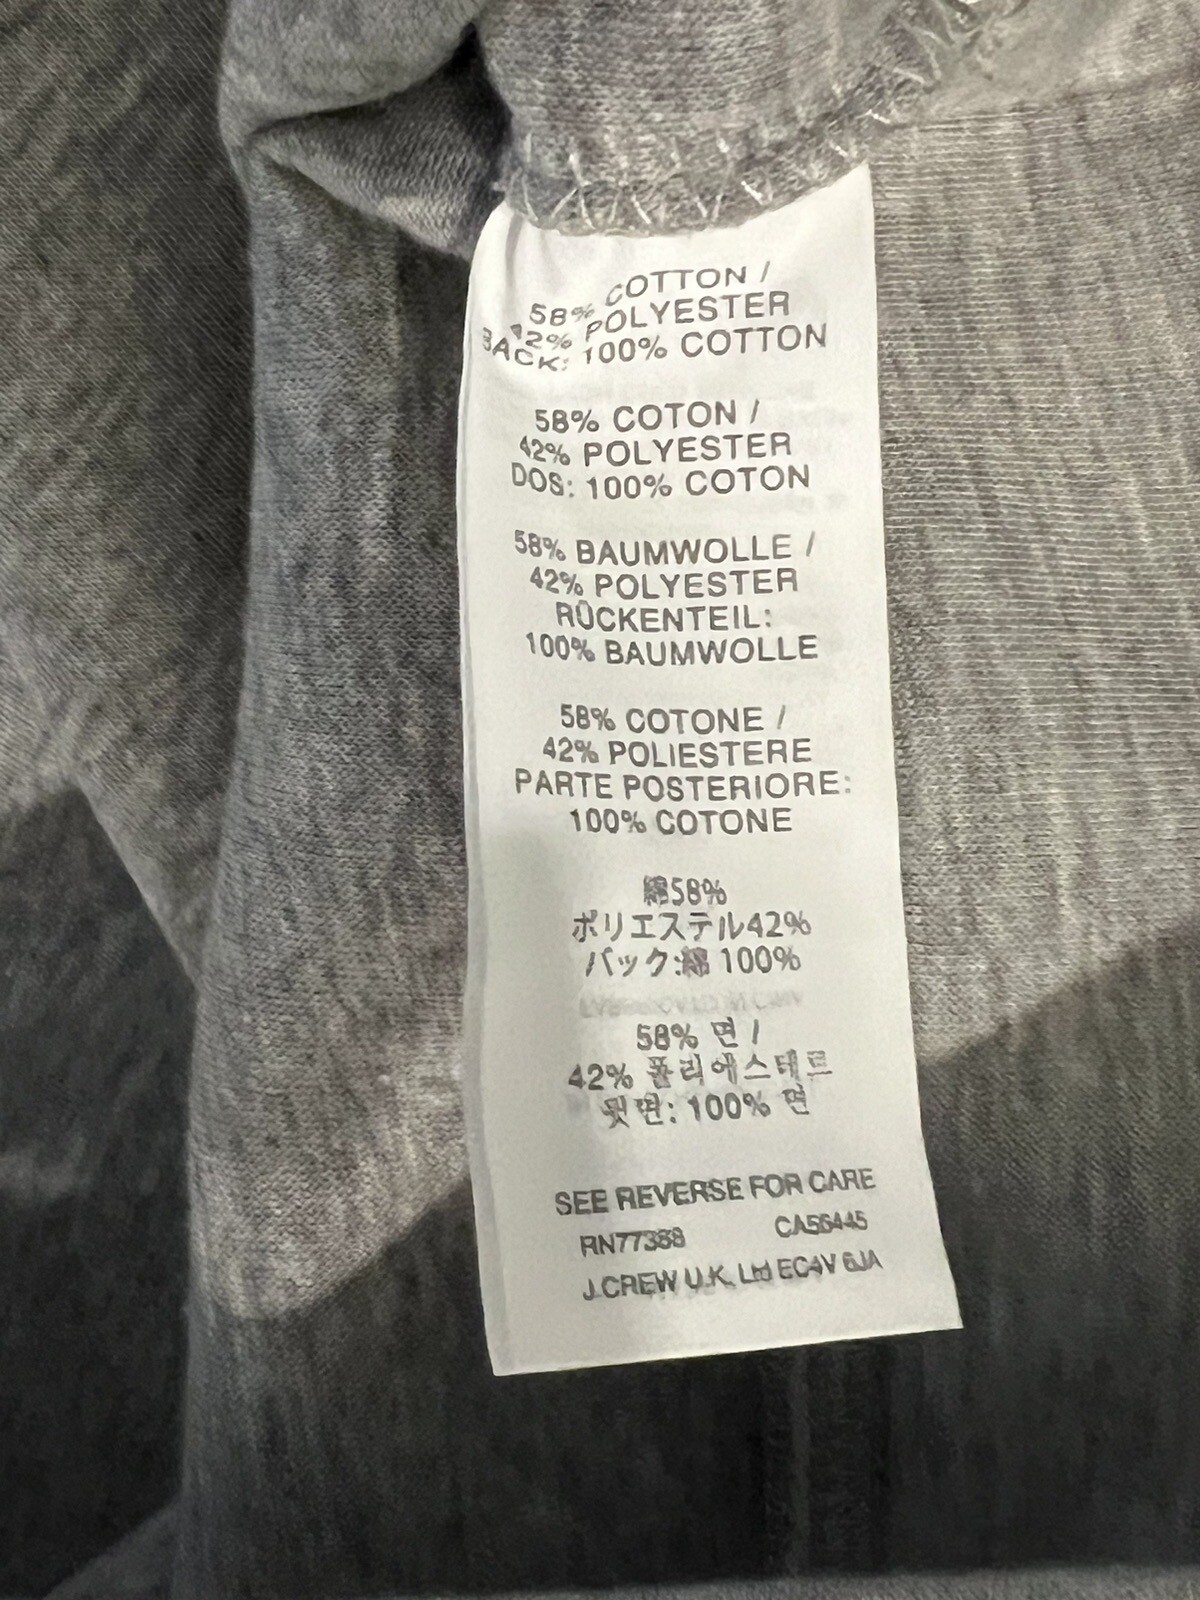 58% COTTON /
42% POLYESTER
BACK: 100% COTTON
58% COTON /
42% POLYESTER
DOS: 100% COTON
58% BAUMWOLLE /
42% POLYESTER
RÜCKENTEIL:
100% BAUMWOLLE
58% COTONE /
42% POLIESTERE
PARTE POSTERIORE:
100% COTONE
綿58%
ポリエステル42%
バック:綿 100%
58% 면 /
42% 폴리에스테르
뒷면: 100% 면
SEE REVERSE FOR CARE
RN77388 CA56445
J.CREW U.K. Ltd EC4V 6JA